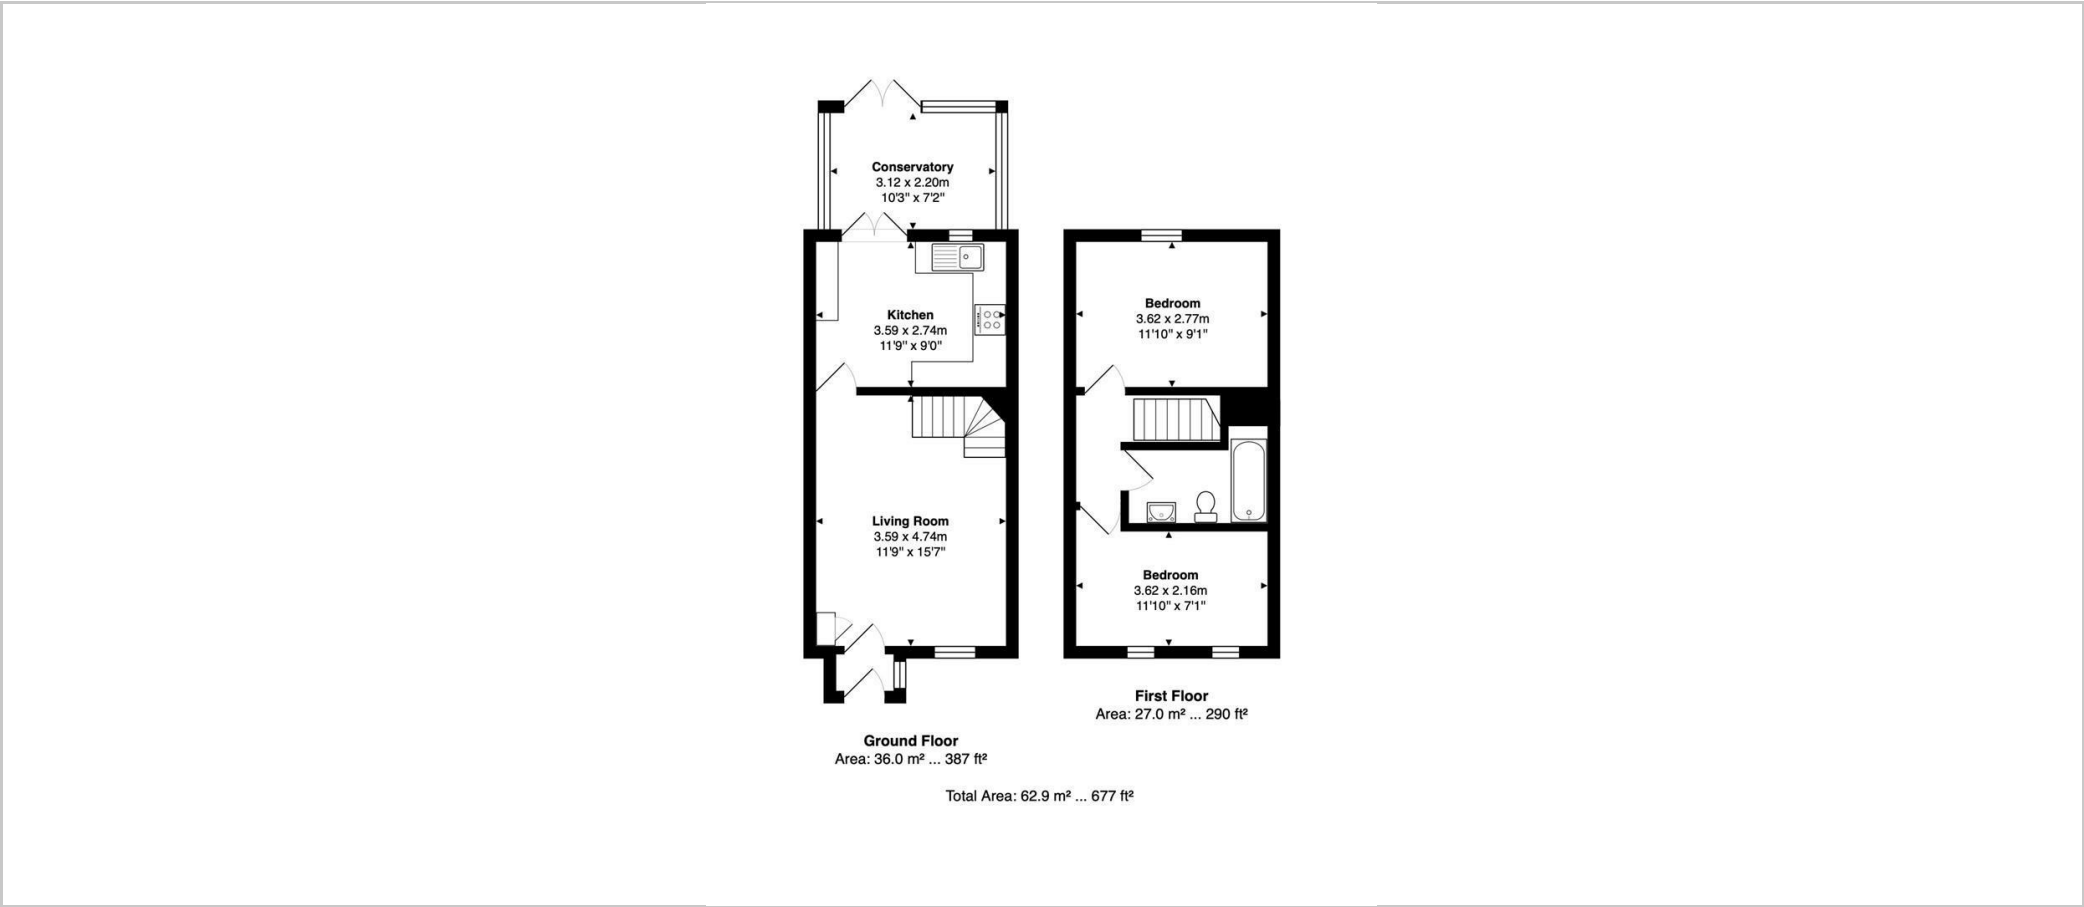 Conservatory
3.12 x 2.20m
10'3" x 7'2"
Kitchen
3.59 x 2.74m
11'9" x 9'0"
Living Room
3.59 x 4.74m
11'9" x 15'7"
Ground Floor
Area: 36.0 m² ... 387 ft²
Bedroom
3.62 x 2.77m
11'10" x 9'1"
Bedroom
3.62 x 2.16m
11'10" x 7'1"
First Floor
Area: 27.0 m² ... 290 ft²
Total Area: 62.9 m² ... 677 ft²